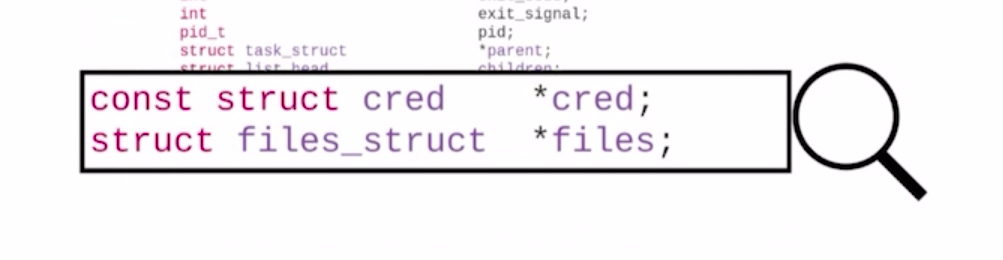 int exit_signal;
pid_t pid;
struct task_struct *parent;
struct list_head children;
const struct cred *cred;
struct files_struct *files;